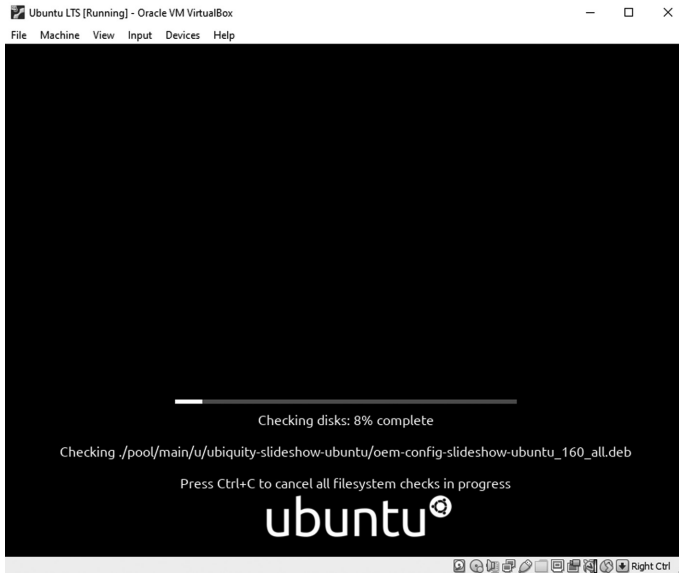 Ubuntu LTS [Running] - Oracle VM VirtualBox
File Machine View Input Devices Help
Checking disks: 8% complete
Checking ./pool/main/u/ubiquity-slideshow-ubuntu/oem-config-slideshow-ubuntu_160_all.deb
Press Ctrl+C to cancel all filesystem checks in progress
ubuntu
Right Ctrl